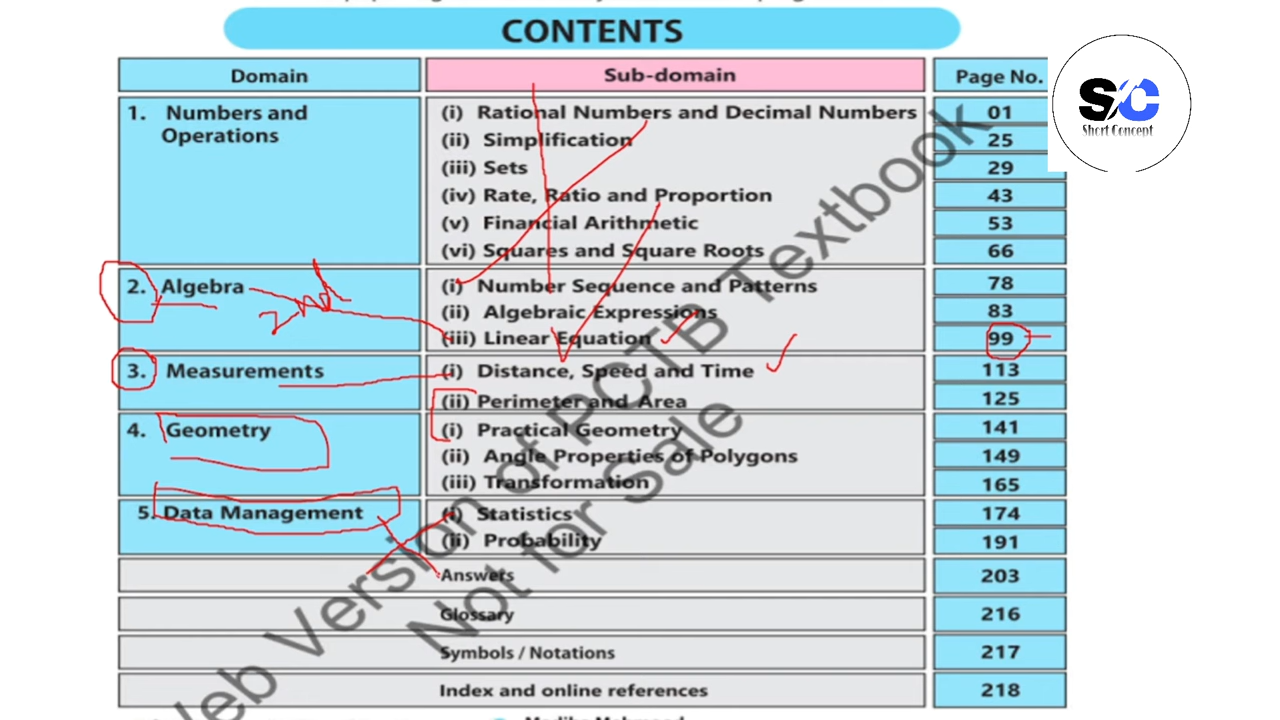 CONTENTS
Domain Sub-domain Page No.
1. Numbers and Operations
(i) Rational Numbers and Decimal Numbers 01
(ii) Simplification 25
(iii) Sets 29
(iv) Rate, Ratio and Proportion 43
(v) Financial Arithmetic 53
(vi) Squares and Square Roots 66
2. Algebra 2nd (i) Number Sequence and Patterns 78
(ii) Algebraic Expressions 83
(iii) Linear Equation 99
3. Measurements (i) Distance, Speed and Time 113
(ii) Perimeter and Area 125
4. Geometry (i) Practical Geometry 141
(ii) Angle Properties of Polygons 149
(iii) Transformation 165
5. Data Management (i) Statistics 174
(ii) Probability 191
Answers 203
Glossary 216
Symbols / Notations 217
Index and online references 218
Web Version of PCTB Textbook
Not for Sale
SC
Short Concept